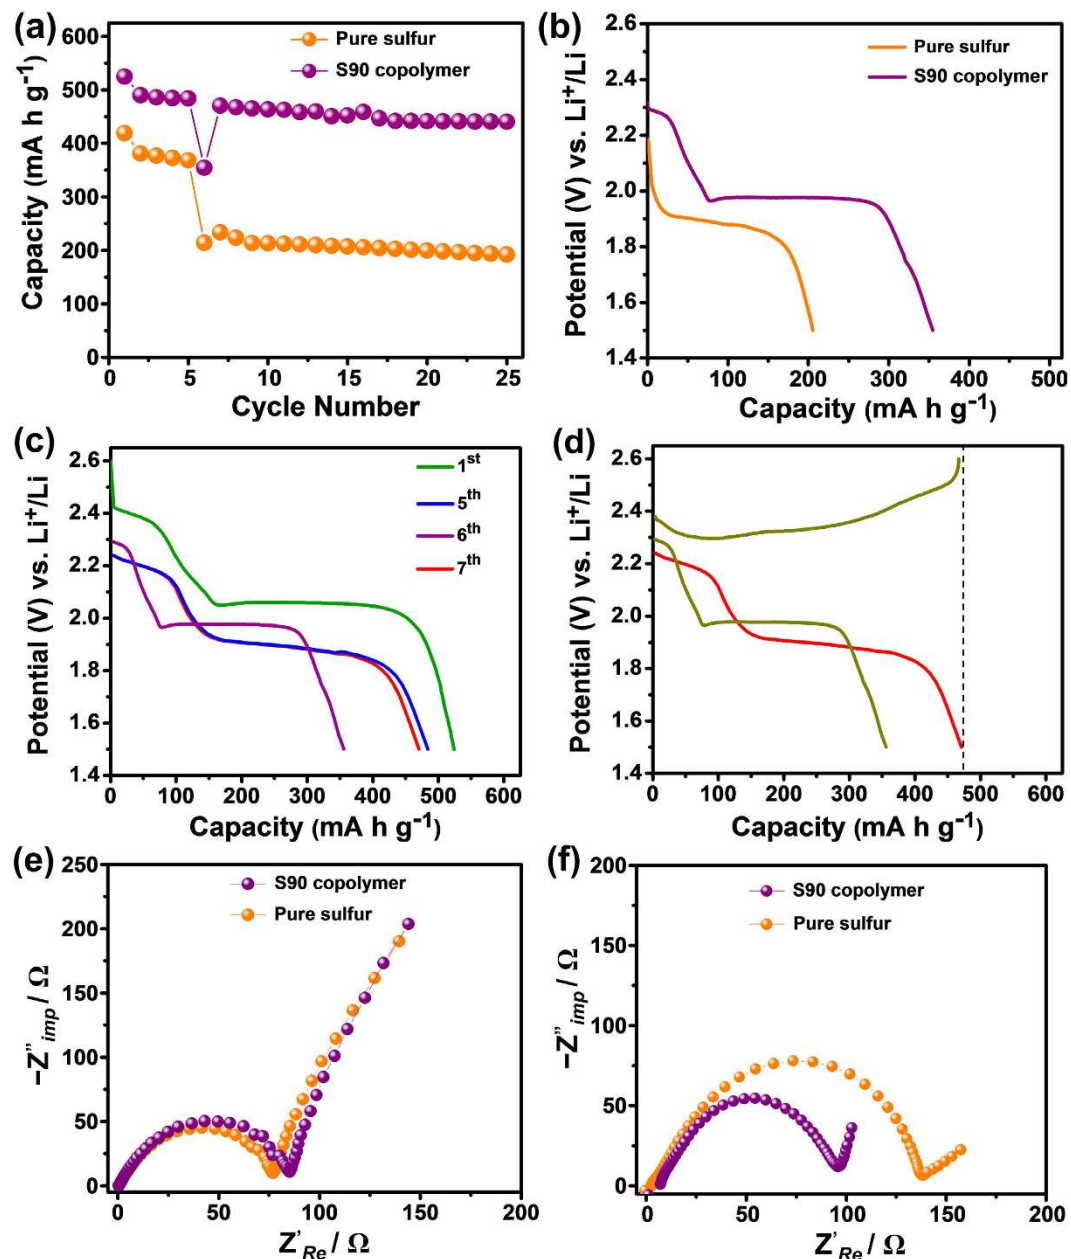 (a)
Capacity (mA h g⁻¹)
600
500
400
300
200
100
0
Pure sulfur
S90 copolymer
0 5 10 15 20 25
Cycle Number
(b)
Potential (V) vs. Li⁺/Li
2.6
2.4
2.2
2.0
1.8
1.6
1.4
Pure sulfur
S90 copolymer
0 100 200 300 400 500
Capacity (mA h g⁻¹)
(c)
Potential (V) vs. Li⁺/Li
2.6
2.4
2.2
2.0
1.8
1.6
1.4
1ˢᵗ
5ᵗʰ
6ᵗʰ
7ᵗʰ
0 100 200 300 400 500 600
Capacity (mA h g⁻¹)
(d)
Potential (V) vs. Li⁺/Li
2.6
2.4
2.2
2.0
1.8
1.6
1.4
0 100 200 300 400 500 600
Capacity (mA h g⁻¹)
(e)
−Z”imp / Ω
250
200
150
100
50
0
S90 copolymer
Pure sulfur
0 50 100 150 200
Z’Re / Ω
(f)
−Z”imp / Ω
200
150
100
50
0
S90 copolymer
Pure sulfur
0 50 100 150 200
Z’Re / Ω